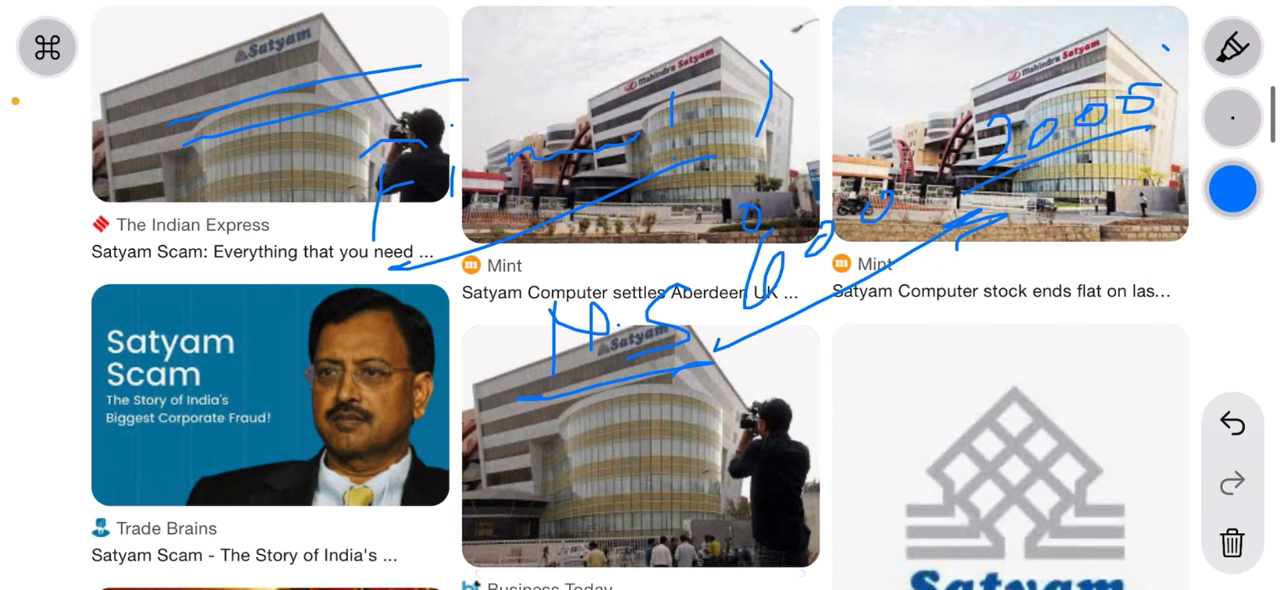 Satyam
Mahindra Satyam
Mahindra Satyam
2005
The Indian Express
Satyam Scam: Everything that you need ...
Mint
Satyam Computer settles Aberdeen UK ...
Mint
Satyam Computer stock ends flat on las...
Satyam
Scam
The Story of India's
Biggest Corporate Fraud!
Trade Brains
Satyam Scam - The Story of India's ...
Satyam
Business Today
Satyam